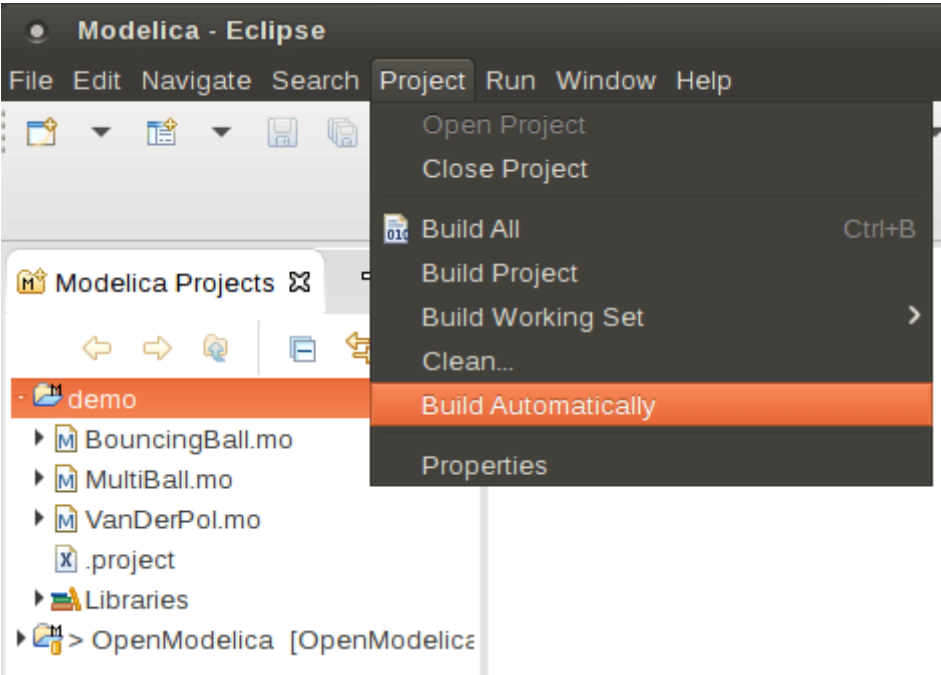 Modelica - Eclipse
File Edit Navigate Search Project Run Window Help
Open Project
Close Project
Build All Ctrl+B
Build Project
Build Working Set
Clean...
Build Automatically
Properties
Modelica Projects
demo
BouncingBall.mo
MultiBall.mo
VanDerPol.mo
.project
Libraries
> OpenModelica [OpenModelica